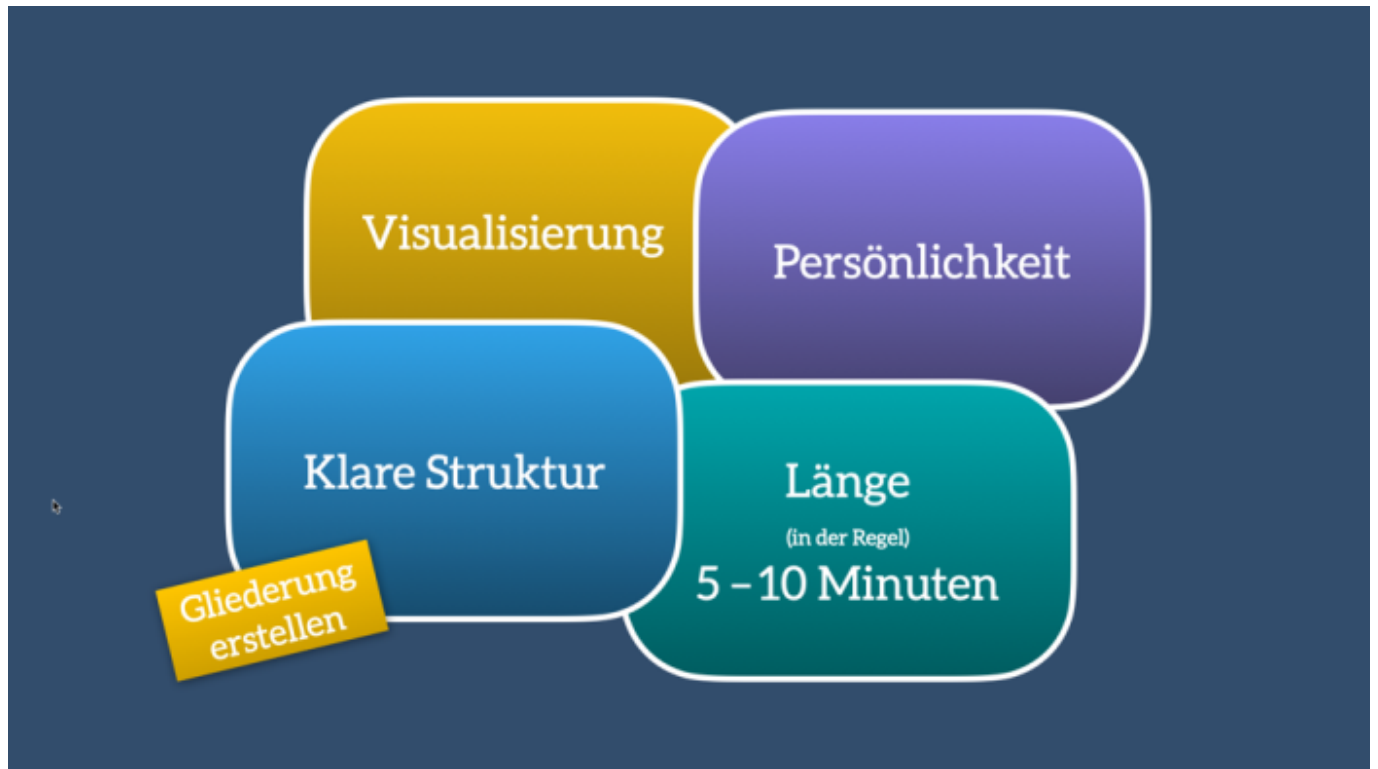 Visualisierung
Persönlichkeit
Klare Struktur
Gliederung
erstellen
Länge
(in der Regel)
5 – 10 Minuten